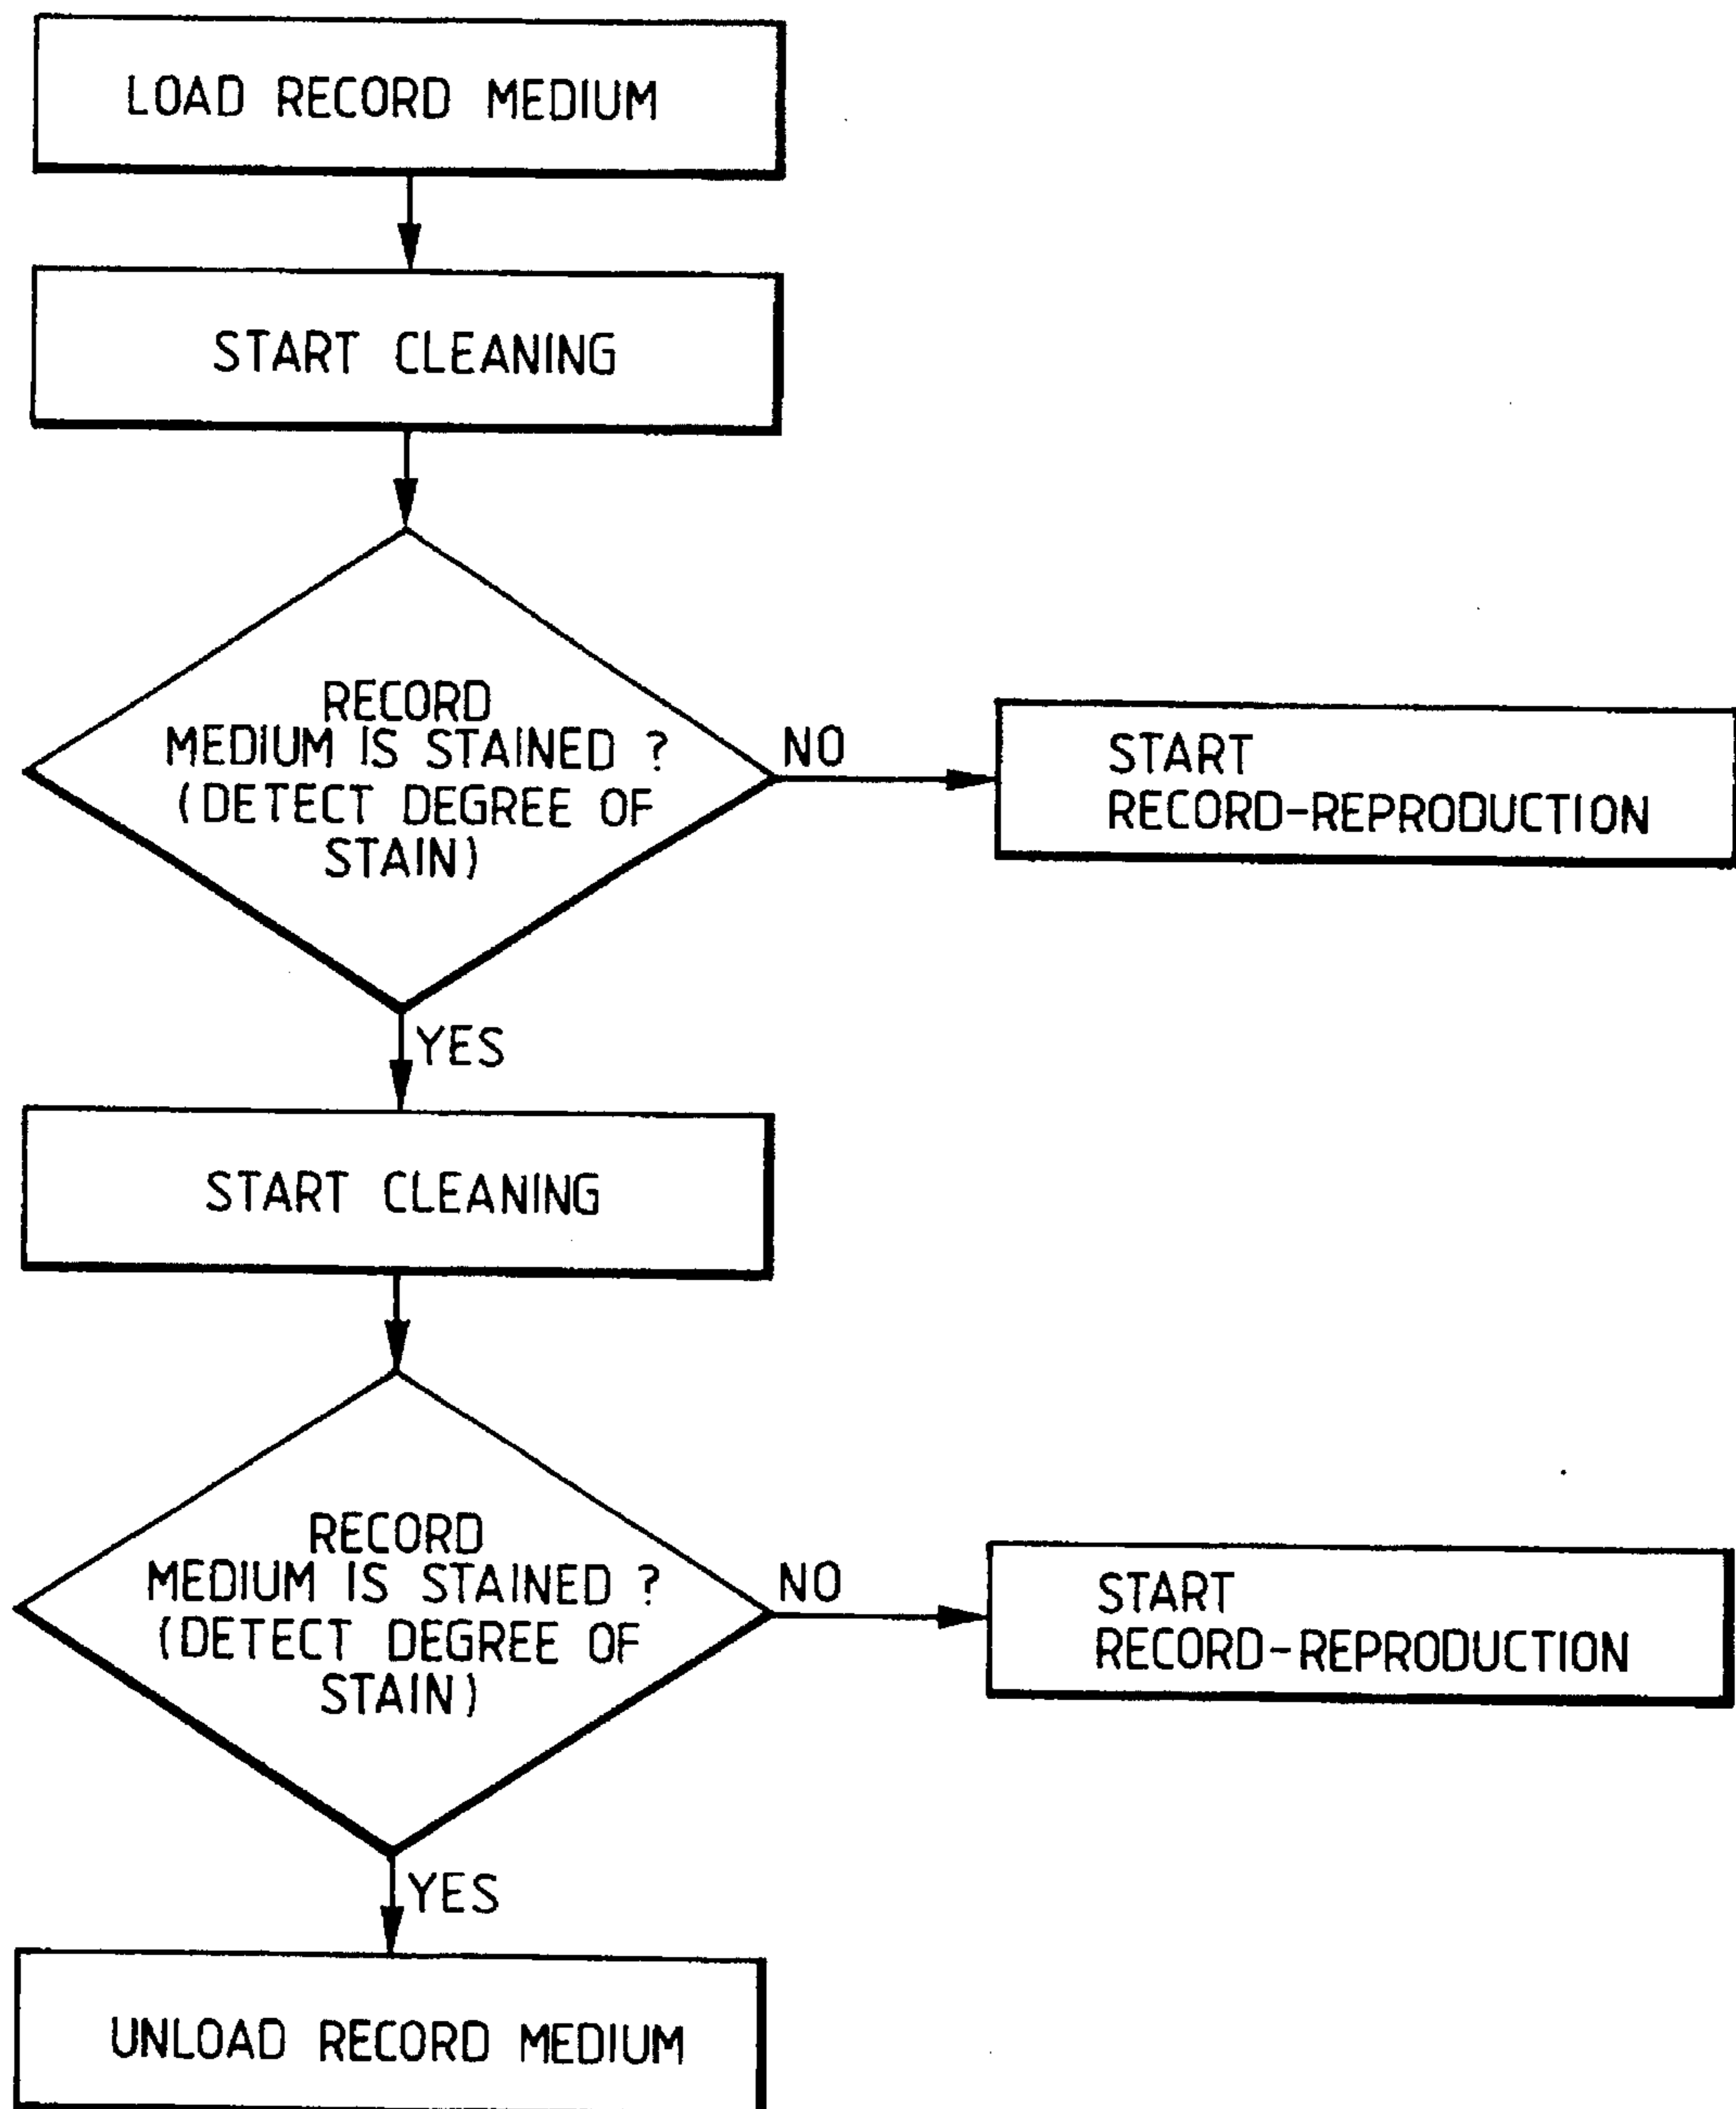 LOAD RECORD MEDIUM
START CLEANING
RECORD
MEDIUM IS STAINED ?
(DETECT DEGREE OF
STAIN)
NO
START
RECORD-REPRODUCTION
YES
START CLEANING
RECORD
MEDIUM IS STAINED ?
(DETECT DEGREE OF
STAIN)
NO
START
RECORD-REPRODUCTION
YES
UNLOAD RECORD MEDIUM